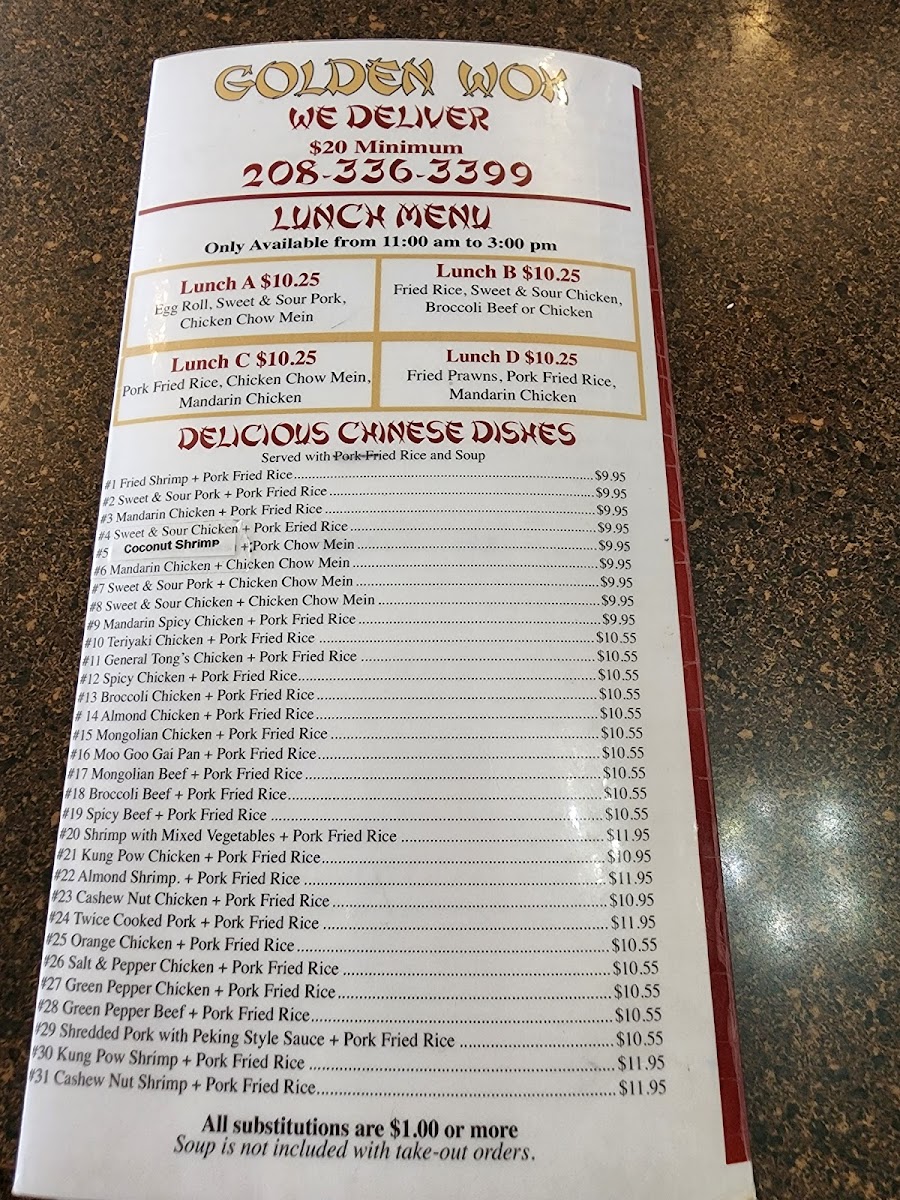 GOLDEN WOK
WE DELIVER
$20 Minimum
208-336-3399
LUNCH MENU
Only Available from 11:00 am to 3:00 pm
Lunch A $10.25
Egg Roll, Sweet & Sour Pork,
Chicken Chow Mein
Lunch B $10.25
Fried Rice, Sweet & Sour Chicken,
Broccoli Beef or Chicken
Lunch C $10.25
Pork Fried Rice, Chicken Chow Mein,
Mandarin Chicken
Lunch D $10.25
Fried Prawns, Pork Fried Rice,
Mandarin Chicken
DELICIOUS CHINESE DISHES
Served with Pork Fried Rice and Soup
#1 Fried Shrimp + Pork Fried Rice $9.95
#2 Sweet & Sour Pork + Pork Fried Rice $9.95
#3 Mandarin Chicken + Pork Fried Rice $9.95
#4 Sweet & Sour Chicken + Pork Fried Rice $9.95
#5 Coconut Shrimp + Pork Chow Mein $9.95
#6 Mandarin Chicken + Chicken Chow Mein $9.95
#7 Sweet & Sour Pork + Chicken Chow Mein $9.95
#8 Sweet & Sour Chicken + Chicken Chow Mein $9.95
#9 Mandarin Spicy Chicken + Pork Fried Rice $9.95
#10 Teriyaki Chicken + Pork Fried Rice $10.55
#11 General Tong's Chicken + Pork Fried Rice $10.55
#12 Spicy Chicken + Pork Fried Rice $10.55
#13 Broccoli Chicken + Pork Fried Rice $10.55
# 14 Almond Chicken + Pork Fried Rice $10.55
#15 Mongolian Chicken + Pork Fried Rice $10.55
#16 Moo Goo Gai Pan + Pork Fried Rice $10.55
#17 Mongolian Beef + Pork Fried Rice $10.55
#18 Broccoli Beef + Pork Fried Rice $10.55
#19 Spicy Beef + Pork Fried Rice $10.55
#20 Shrimp with Mixed Vegetables + Pork Fried Rice $11.95
#21 Kung Pow Chicken + Pork Fried Rice $10.95
#22 Almond Shrimp. + Pork Fried Rice $11.95
#23 Cashew Nut Chicken + Pork Fried Rice $10.95
#24 Twice Cooked Pork + Pork Fried Rice $11.95
#25 Orange Chicken + Pork Fried Rice $10.55
#26 Salt & Pepper Chicken + Pork Fried Rice $10.55
#27 Green Pepper Chicken + Pork Fried Rice $10.55
#28 Green Pepper Beef + Pork Fried Rice $10.55
#29 Shredded Pork with Peking Style Sauce + Pork Fried Rice $10.55
#30 Kung Pow Shrimp + Pork Fried Rice $11.95
#31 Cashew Nut Shrimp + Pork Fried Rice $11.95
All substitutions are $1.00 or more
Soup is not included with take-out orders.